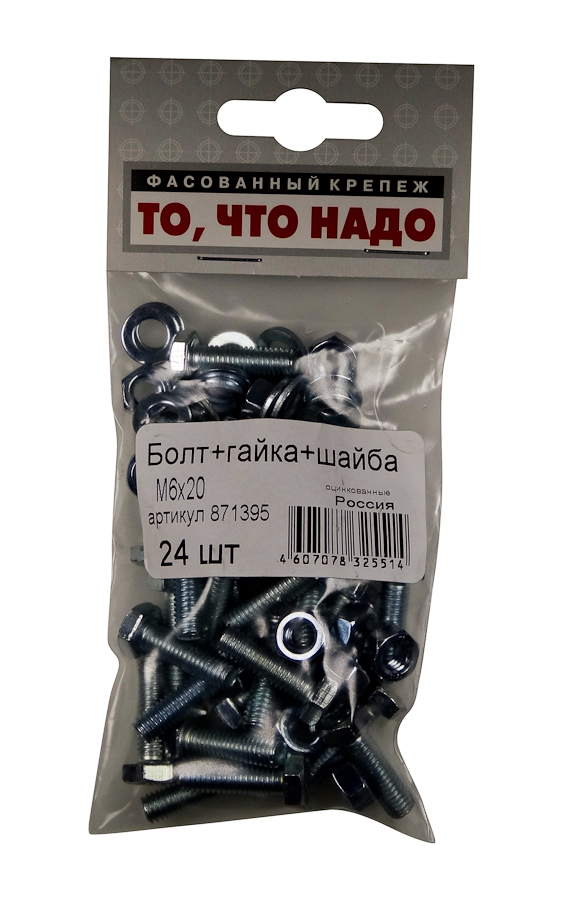 ФАСОВАННЫЙ КРЕПЕЖ
ТО, ЧТО НАДО
Болт+гайка+шайба
М6х20
оцинкованные
Россия
артикул 871395
24 шт
4 607078 325514